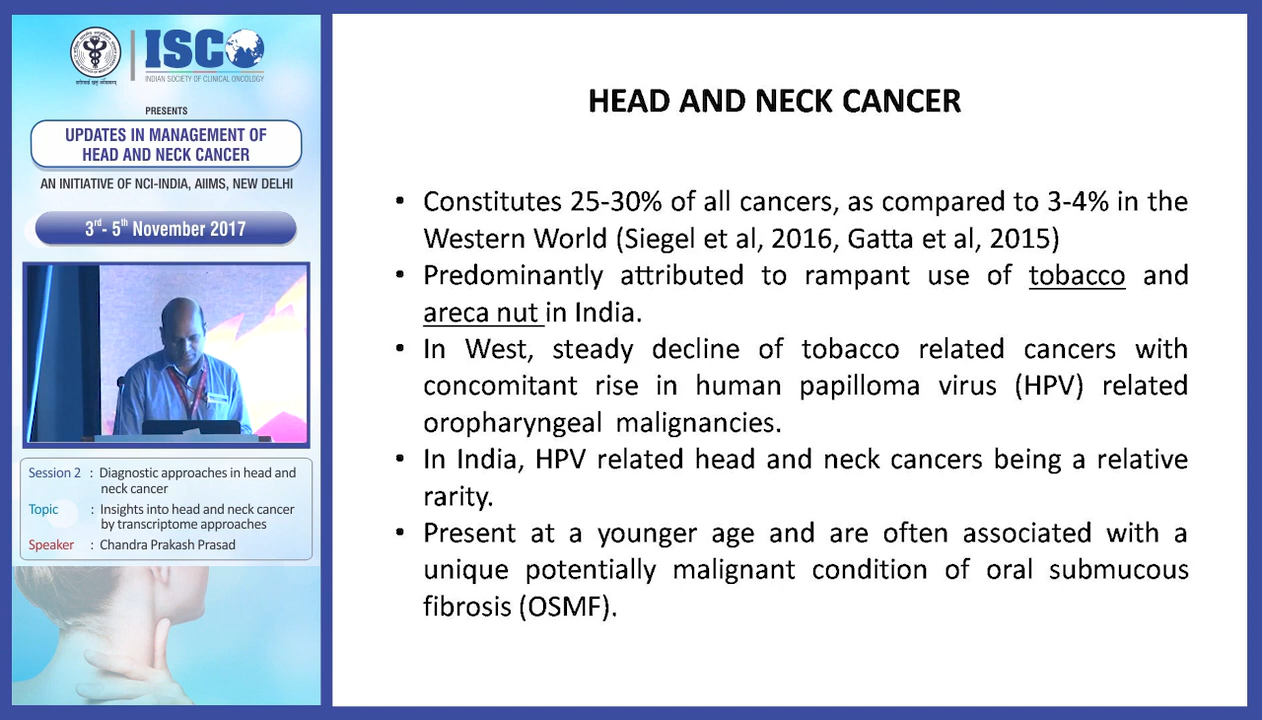 ISCO
INDIAN SOCIETY OF CLINICAL ONCOLOGY
PRESENTS
UPDATES IN MANAGEMENT OF
HEAD AND NECK CANCER
AN INITIATIVE OF NCI-INDIA, AIIMS, NEW DELHI
3rd- 5th November 2017
Session 2 : Diagnostic approaches in head and
neck cancer
Topic : Insights into head and neck cancer
by transcriptome approaches
Speaker : Chandra Prakash Prasad
HEAD AND NECK CANCER
• Constitutes 25-30% of all cancers, as compared to 3-4% in the
Western World (Siegel et al, 2016, Gatta et al, 2015)
• Predominantly attributed to rampant use of tobacco and
areca nut in India.
• In West, steady decline of tobacco related cancers with
concomitant rise in human papilloma virus (HPV) related
oropharyngeal malignancies.
• In India, HPV related head and neck cancers being a relative
rarity.
• Present at a younger age and are often associated with a
unique potentially malignant condition of oral submucous
fibrosis (OSMF).